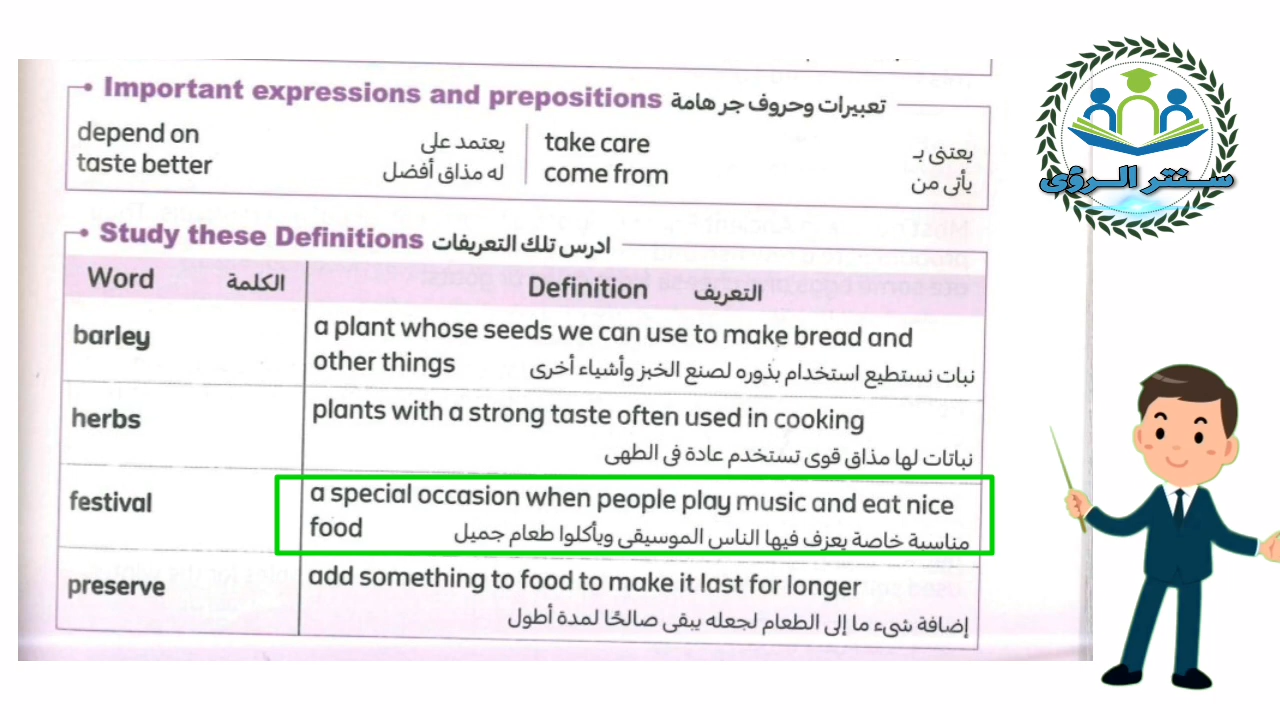 Important expressions and prepositions تعبيرات وحروف جر هامة
depend on يعتمد على take care يعتنى بـ
taste better له مذاق أفضل come from يأتى من
Study these Definitions ادرس تلك التعريفات
Word الكلمة Definition التعريف
barley a plant whose seeds we can use to make bread and
other things نبات نستطيع استخدام بذوره لصنع الخبز وأشياء أخرى
herbs plants with a strong taste often used in cooking
نباتات لها مذاق قوى تستخدم عادة فى الطهى
festival a special occasion when people play music and eat nice
food مناسبة خاصة يعزف فيها الناس الموسيقى ويأكلوا طعام جميل
preserve add something to food to make it last for longer
إضافة شىء ما إلى الطعام لجعله يبقى صالحًا لمدة أطول
سنتر الرؤى